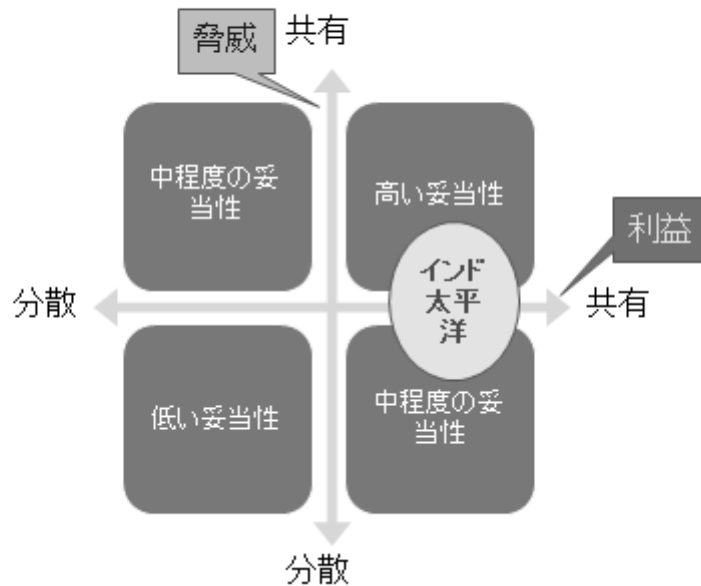 脅威
共有
中程度の妥
当性
高い妥当性
利益
インド
太平
洋
分散
共有
低い妥当性
中程度の妥
当性
分散